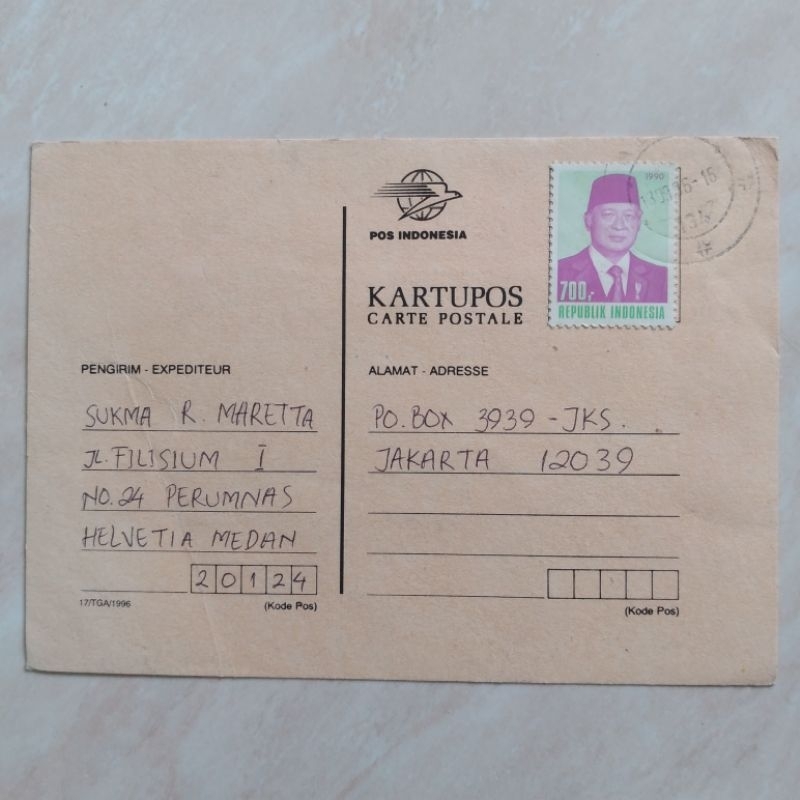 POS INDONESIA
KARTUPOS
CARTE POSTALE
1990
700,-
REPUBLIK INDONESIA
PENGIRIM - EXPEDITEUR
SUKMA R. MARETTA
JL. FILISIUM I
NO. 24 PERUMNAS
HELVETIA MEDAN
20124
(Kode Pos)
17/TGA/1996
ALAMAT - ADRESSE
PO. BOX 3939 - JKS.
JAKARTA 12039
(Kode Pos)